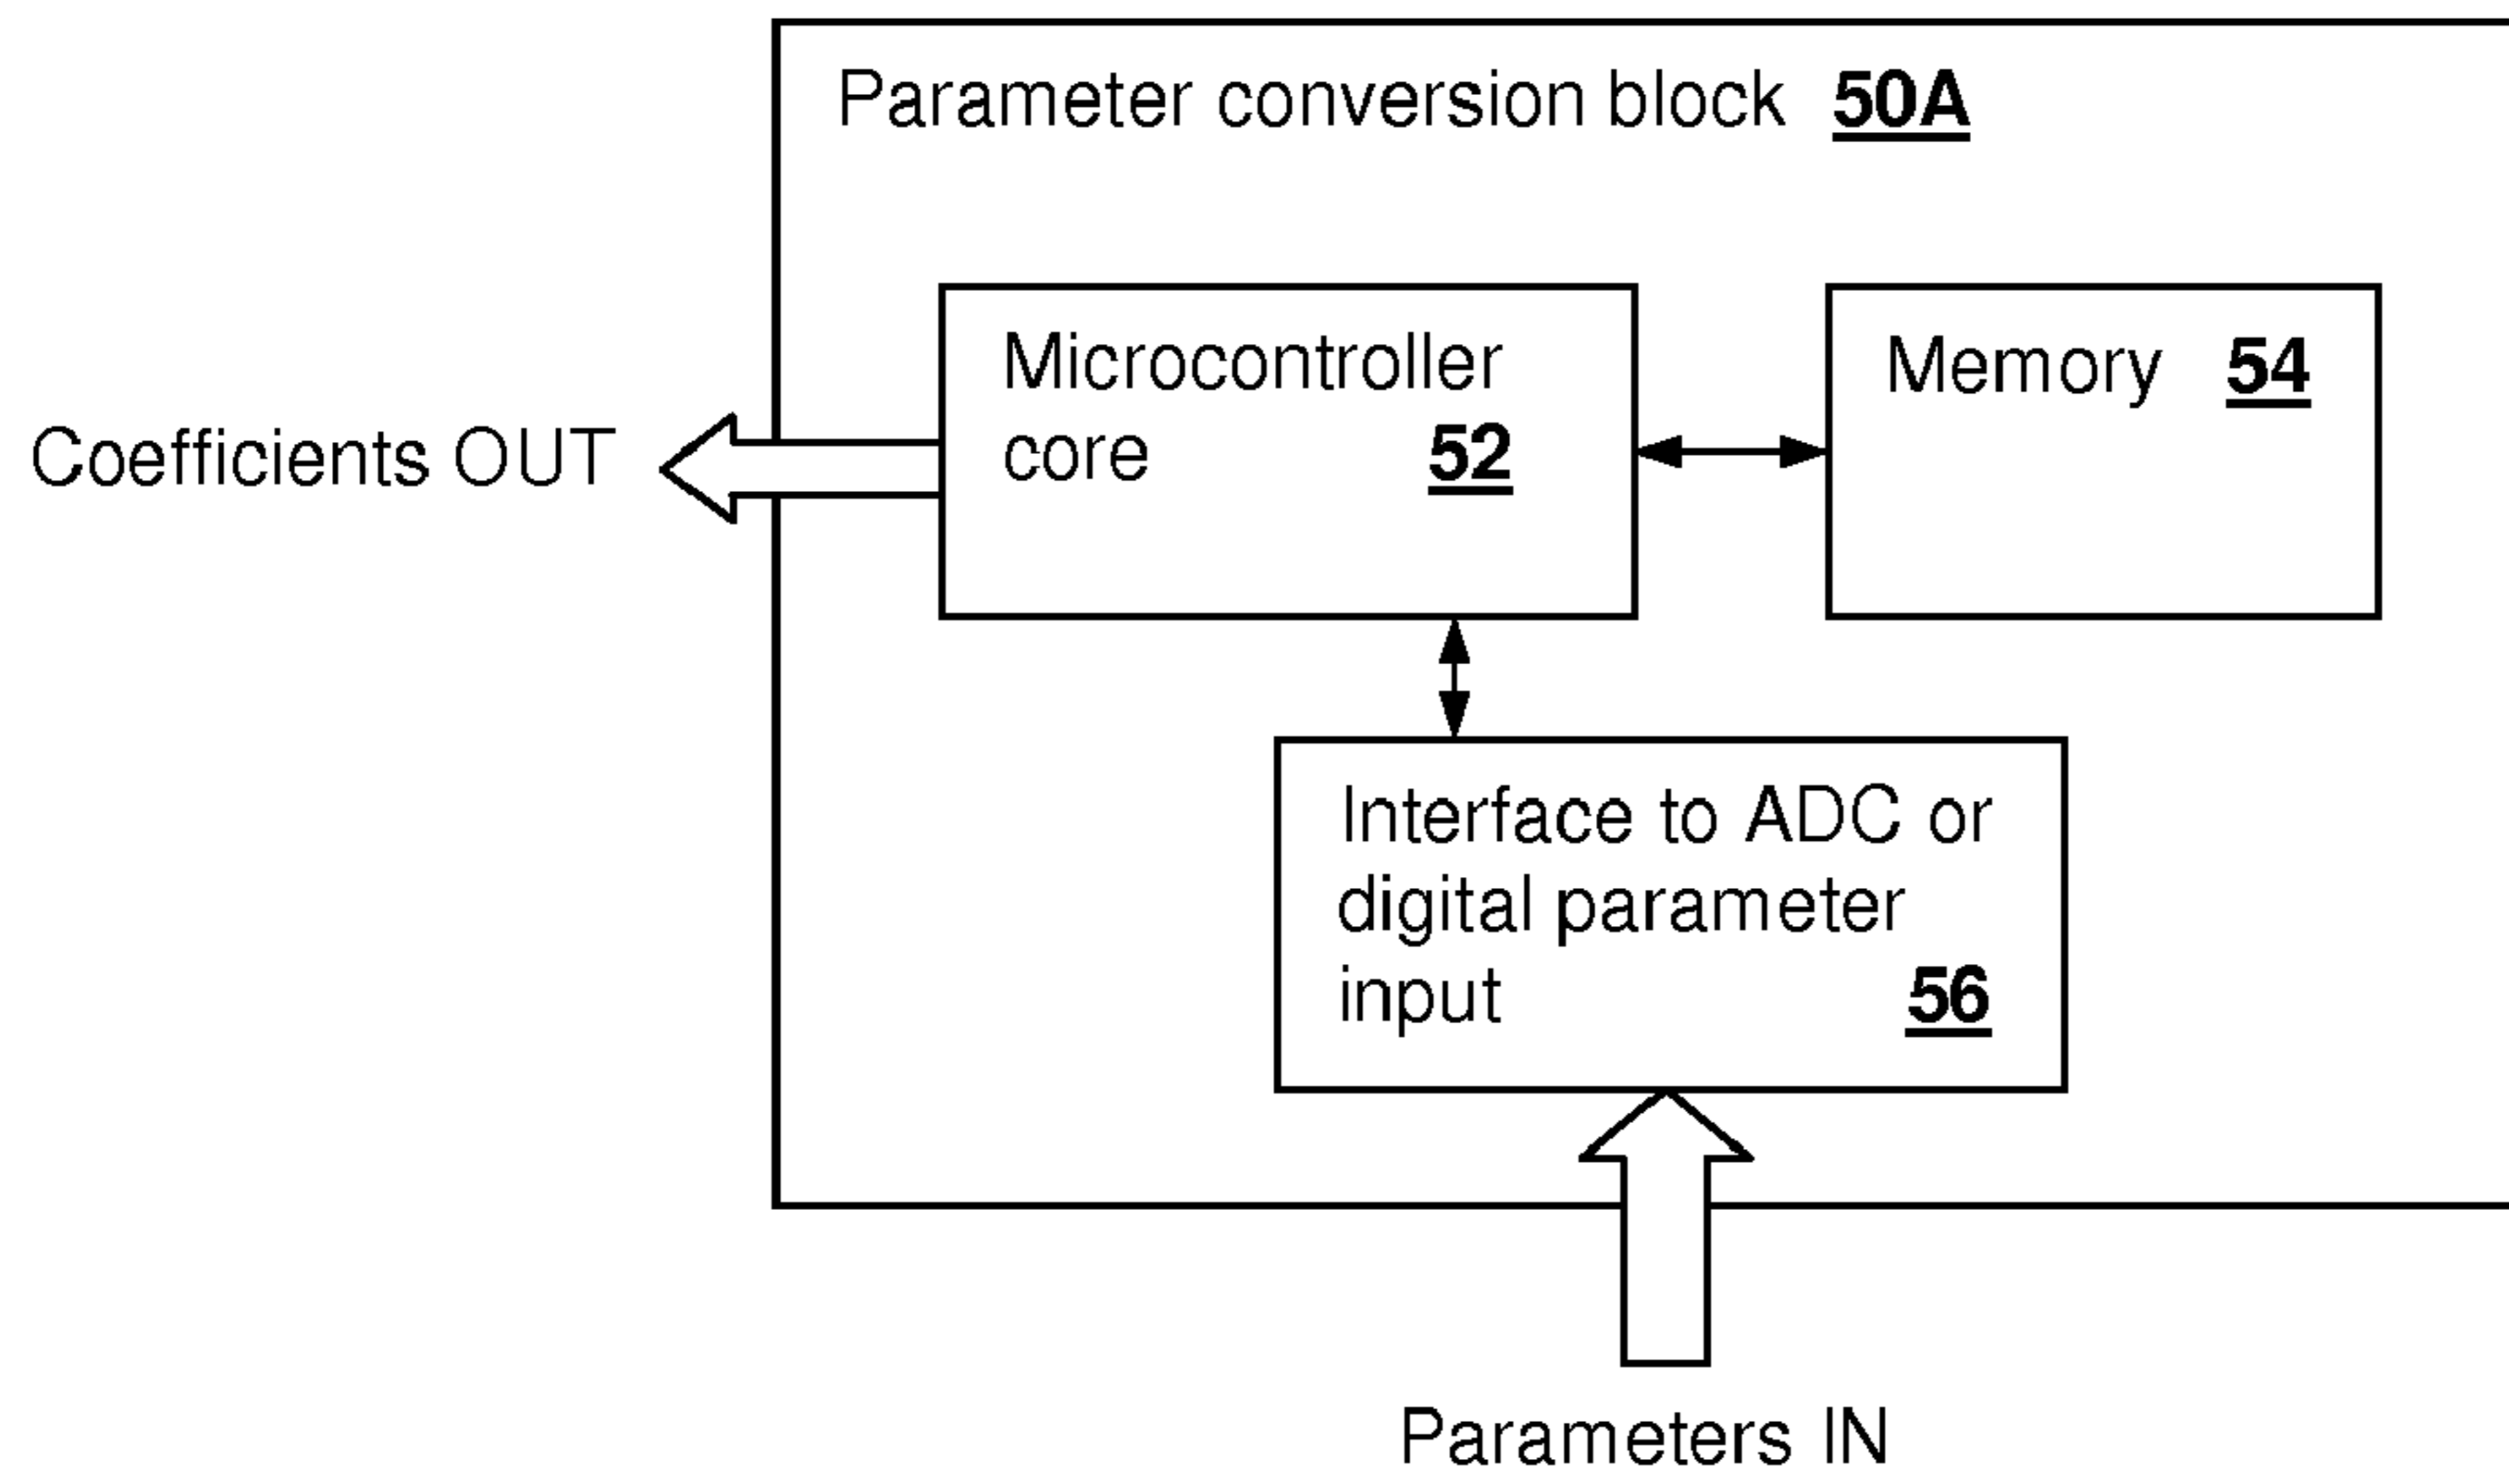 Parameter conversion block 50A
Microcontroller
core 52
Memory 54
Coefficients OUT
Interface to ADC or
digital parameter
input 56
Parameters IN